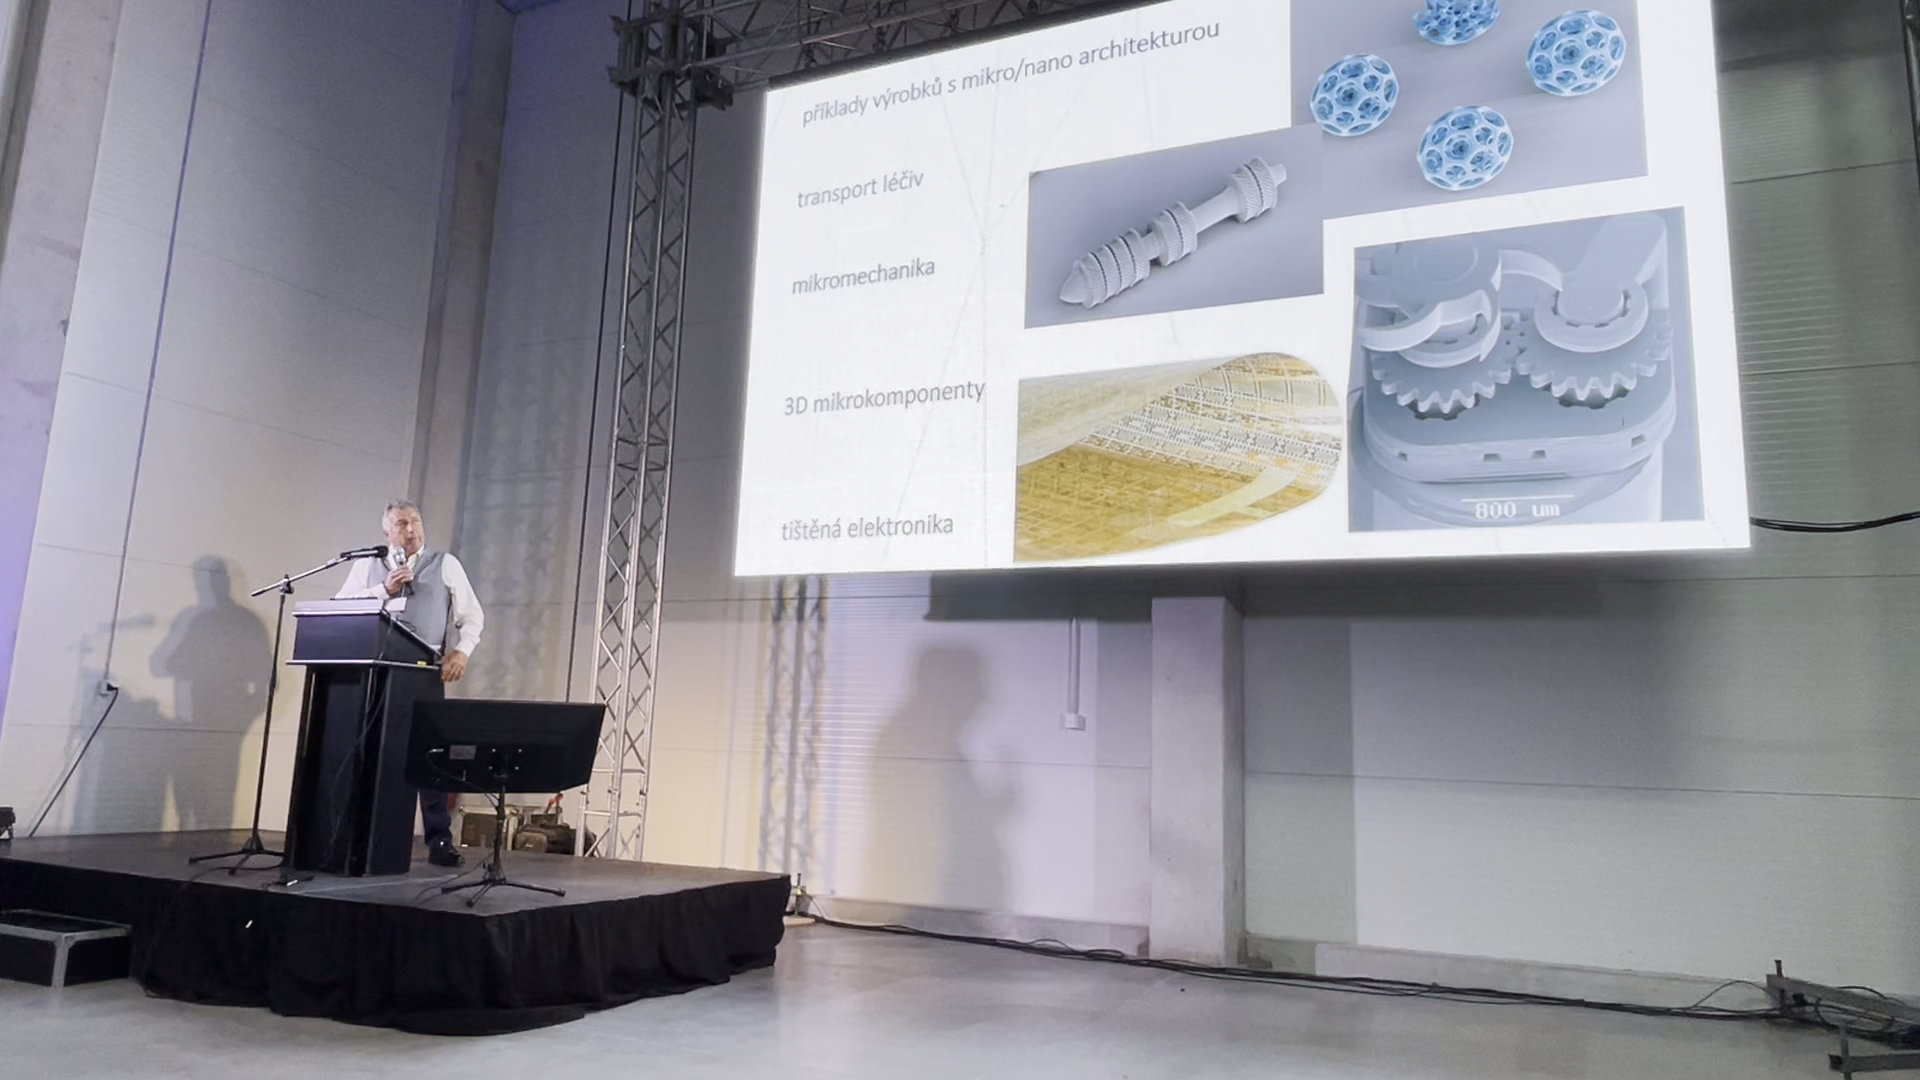 příklady výrobků s mikro/nano architekturou
transport léčiv
mikromechanika
3D mikrokomponenty
tištěná elektronika
800 um